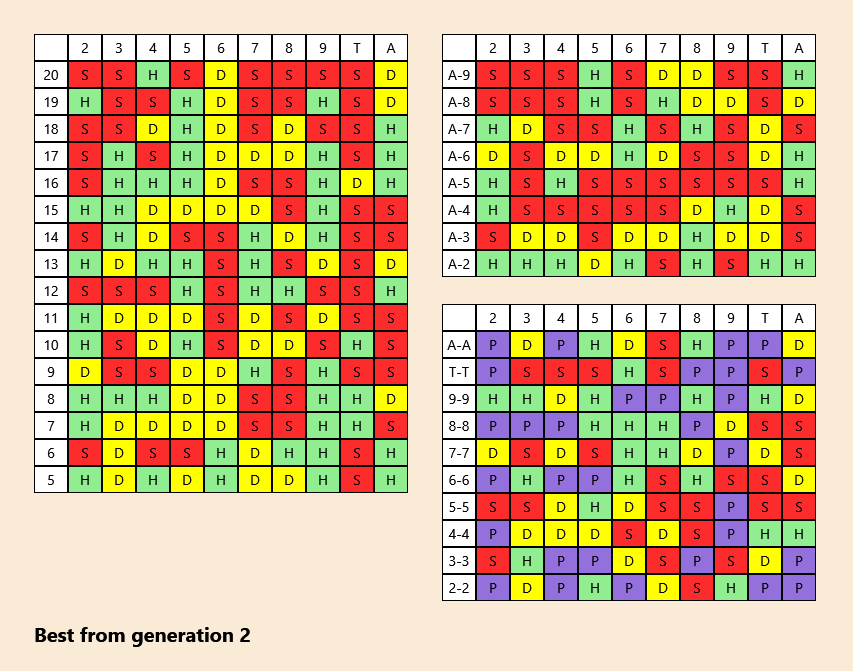 2 3 4 5 6 7 8 9 T A
20 S S H S D S S S S D
19 H S S H D S S H S D
18 S S D H D S D S S H
17 S H S H D D D H S H
16 S H H H D S S H D H
15 H H D D D D S H S S
14 S H D S S H D H S S
13 H D H H S H S D S D
12 S S S H S H H S S H
11 H D D D S D S D S S
10 H S D H S D D S H S
9 D S S D D H S H S S
8 H H H D D S S H H D
7 H D D D D S S H H S
6 S D S S H D H H S H
5 H D H D H D D H S H
2 3 4 5 6 7 8 9 T A
A-9 S S S H S D D S S H
A-8 S S S H S H D D S D
A-7 H D S S H S H S D S
A-6 D S D D H D S S D H
A-5 H S H S S S S S S H
A-4 H S S S S S D H D S
A-3 S D D S D D H D D S
A-2 H H H D H S H S H H
2 3 4 5 6 7 8 9 T A
A-A P D P H D S H P P D
T-T P S S S H S P P S P
9-9 H H D H P P H P H D
8-8 P P P H H H P D S S
7-7 D S D S H H D P D S
6-6 P H P P H S H S S D
5-5 S S D H D S S P S S
4-4 P D D D S D S P H H
3-3 S H P P D S P S D P
2-2 P D P H P D S H P P
Best from generation 2